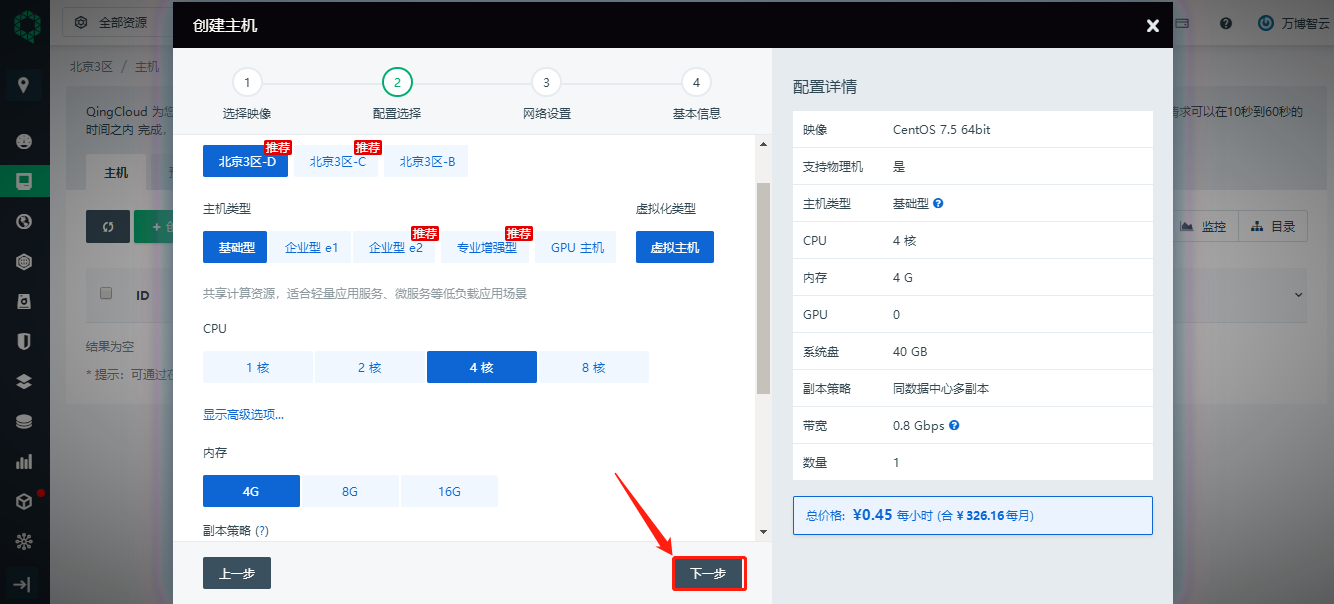 全部资源
万博智云
北京3区 / 主机
QingCloud 为您
需求可以在10秒到60秒的
时间之内 完成,
主机
+ 创
监控
目录
ID
结果为空
* 提示: 可通过在
创建主机
1
2
3
4
选择映像
配置选择
网络设置
基本信息
北京3区-D
推荐
北京3区-C
推荐
北京3区-B
主机类型
虚拟化类型
基础型
企业型 e1
企业型 e2
推荐
专业增强型
推荐
GPU 主机
虚拟主机
共享计算资源，适合轻量应用服务、微服务等低负载应用场景
CPU
1 核
2 核
4 核
8 核
显示高级选项...
内存
4G
8G
16G
副本策略 (?)
上一步
下一步
配置详情
映像 CentOS 7.5 64bit
支持物理机 是
主机类型 基础型
CPU 4 核
内存 4 G
GPU 0
系统盘 40 GB
副本策略 同数据中心多副本
带宽 0.8 Gbps
数量 1
总价格: ¥0.45 每小时 (合 ¥ 326.16每月)